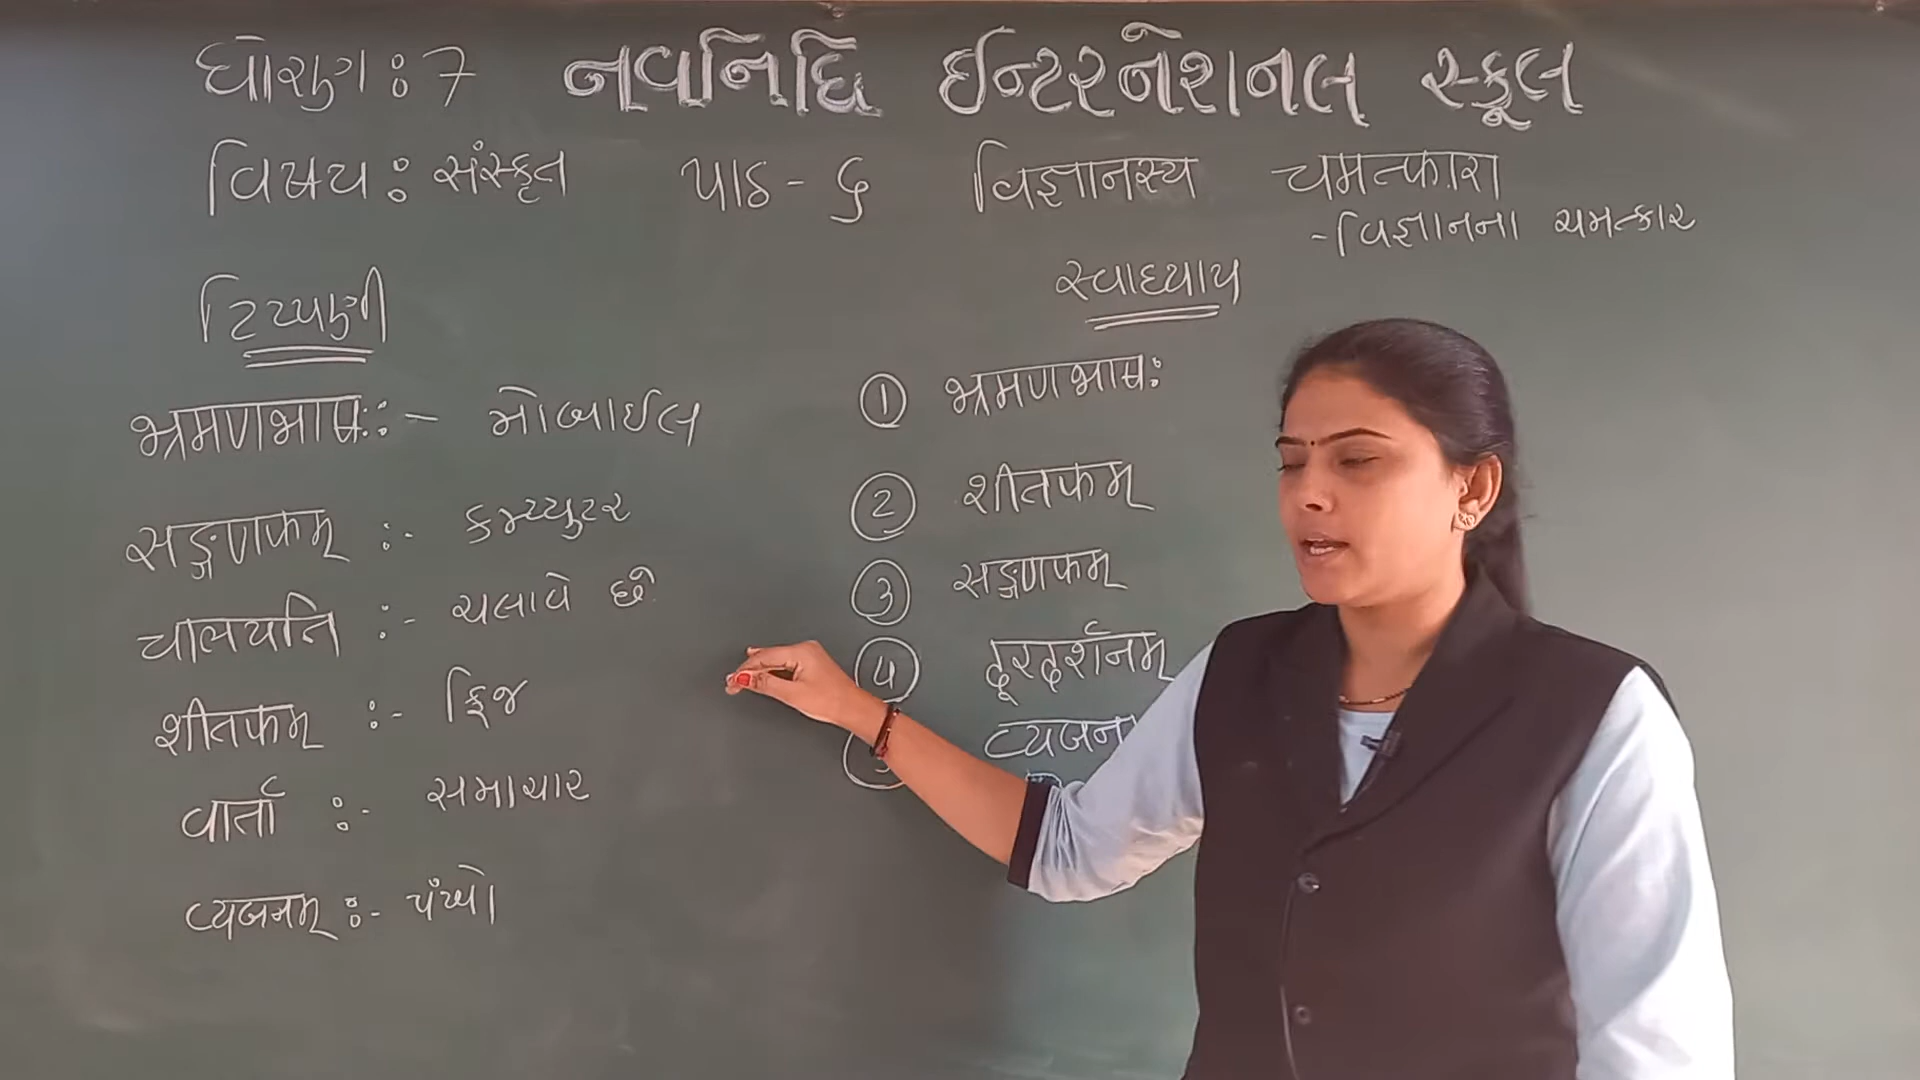 ધોરણ : 7 નવનિધિ ઈન્ટરનેશનલ સ્કૂલ
વિષય : સંસ્કૃત પાઠ - ૬ विज्ञानस्य चमत्कारा
- વિજ્ઞાનના ચમત્કાર
ટિપ્પણી
भ्रमणभाषः :- મોબાઈલ
सङ्गणकम् :- કમ્પ્યુટર
चालयति :- ચલાવે છે.
शीतकम् :- ફ્રિજ
वार्ता :- સમાચાર
व्यजनम् :- પંખો
સ્વાધ્યાય
① भ्रमणभाषः
② शीतकम्
③ सङ्गणकम्
④ दूरदर्शनम्